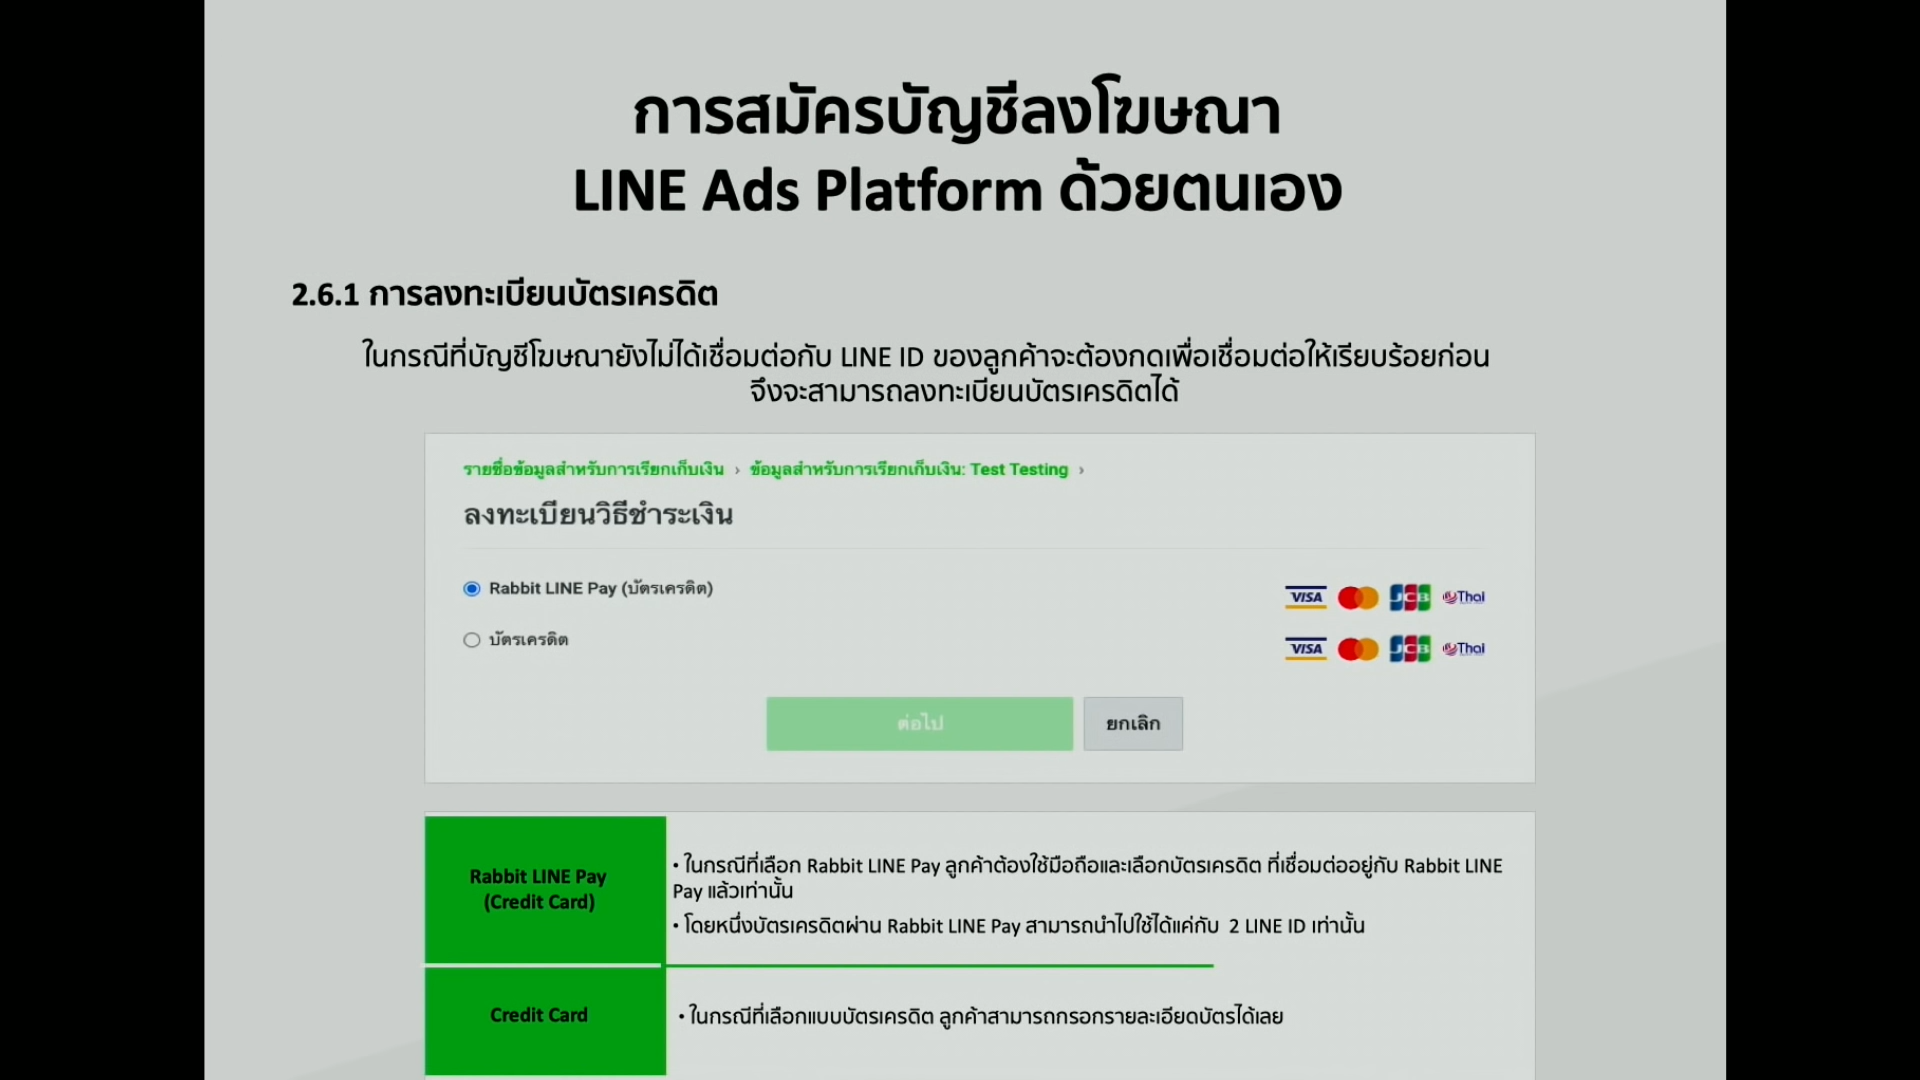 การสมัครบัญชีลงโฆษณา
LINE Ads Platform ด้วยตนเอง
2.6.1 การลงทะเบียนบัตรเครดิต
ในกรณีที่บัญชีโฆษณายังไม่ได้เชื่อมต่อกับ LINE ID ของลูกค้าจะต้องกดเพื่อเชื่อมต่อให้เรียบร้อยก่อน
จึงจะสามารถลงทะเบียนบัตรเครดิตได้
รายชื่อข้อมูลสำหรับการเรียกเก็บเงิน › ข้อมูลสำหรับการเรียกเก็บเงิน: Test Testing ›
ลงทะเบียนวิธีชำระเงิน
Rabbit LINE Pay (บัตรเครดิต) VISA JCB Thai
บัตรเครดิต VISA JCB Thai
ต่อไป ยกเลิก
Rabbit LINE Pay
(Credit Card)
• ในกรณีที่เลือก Rabbit LINE Pay ลูกค้าต้องใช้มือถือและเลือกบัตรเครดิต ที่เชื่อมต่ออยู่กับ Rabbit LINE
Pay แล้วเท่านั้น
• โดยหนึ่งบัตรเครดิตผ่าน Rabbit LINE Pay สามารถนำไปใช้ได้แค่กับ 2 LINE ID เท่านั้น
Credit Card
• ในกรณีที่เลือกแบบบัตรเครดิต ลูกค้าสามารถกรอกรายละเอียดบัตรได้เลย